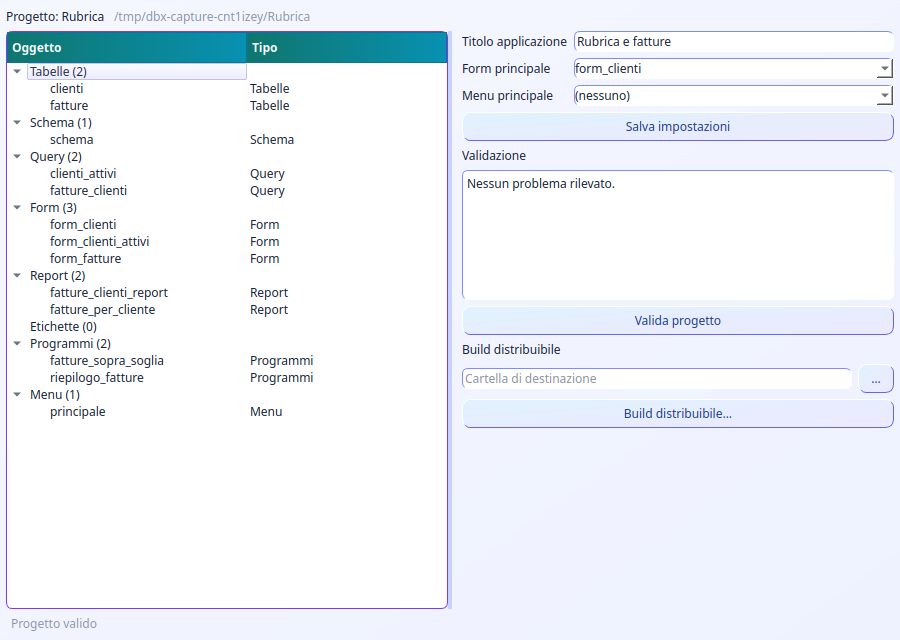 Progetto: Rubrica /tmp/dbx-capture-cnt1izey/Rubrica
Oggetto Tipo
Tabelle (2)
clienti Tabelle
fatture Tabelle
Schema (1)
schema Schema
Query (2)
clienti_attivi Query
fatture_clienti Query
Form (3)
form_clienti Form
form_clienti_attivi Form
form_fatture Form
Report (2)
fatture_clienti_report Report
fatture_per_cliente Report
Etichette (0)
Programmi (2)
fatture_sopra_soglia Programmi
riepilogo_fatture Programmi
Menu (1)
principale Menu
Titolo applicazione Rubrica e fatture
Form principale form_clienti
Menu principale (nessuno)
Salva impostazioni
Validazione
Nessun problema rilevato.
Valida progetto
Build distribuibile
Cartella di destinazione ...
Build distribuibile...
Progetto valido